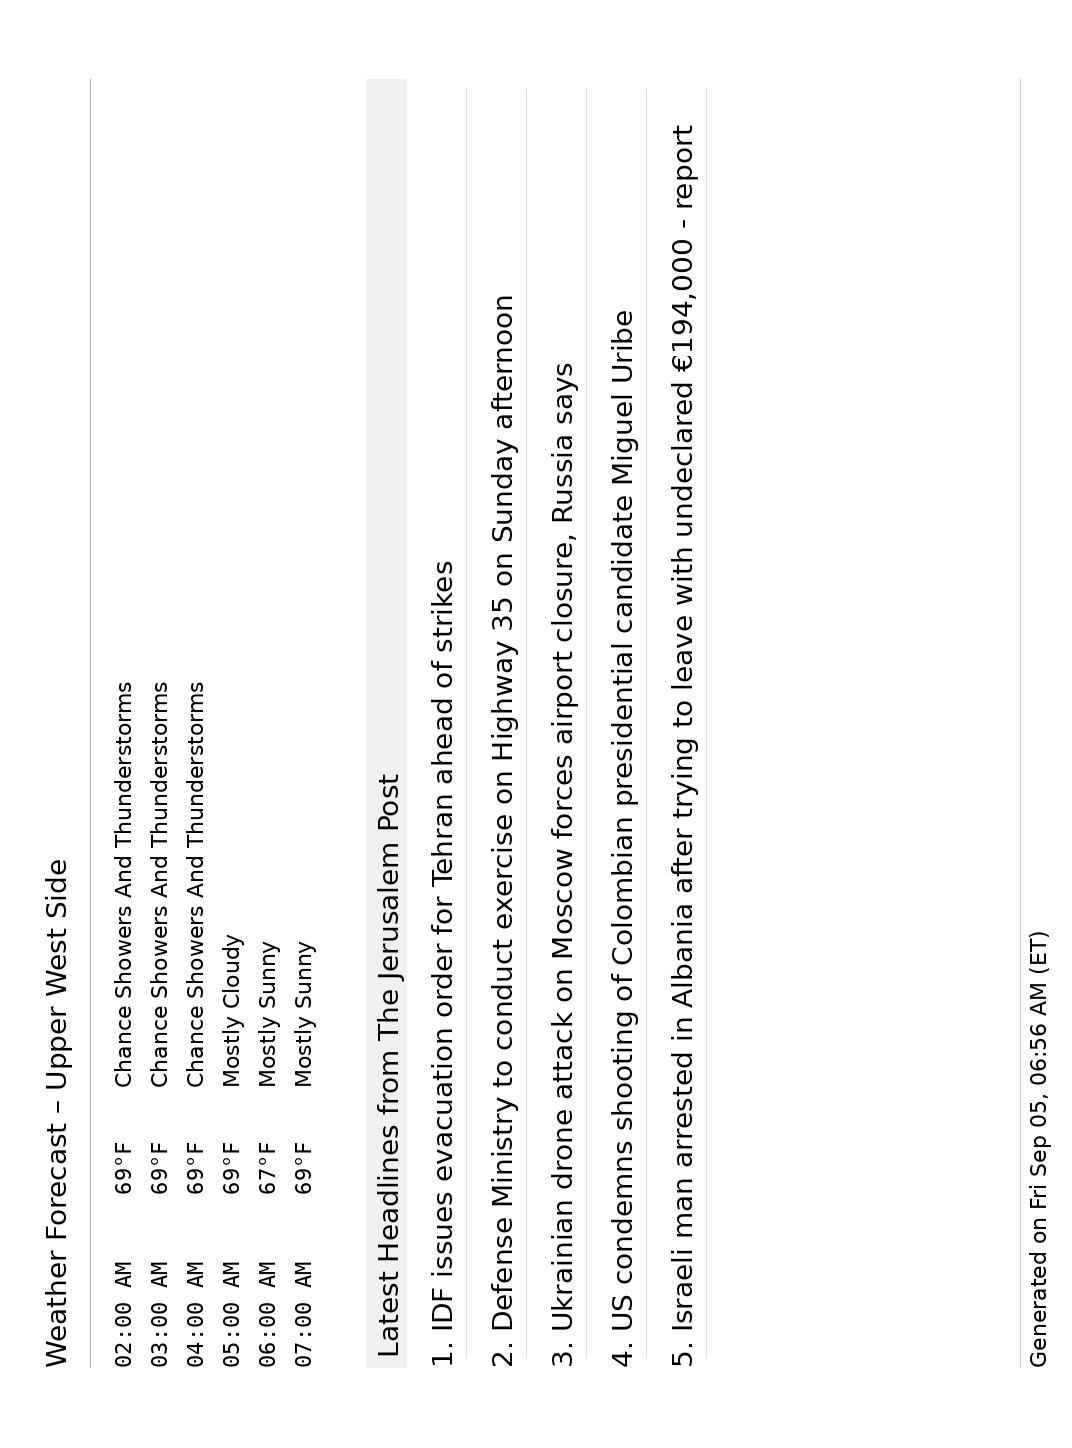 Weather Forecast – Upper West Side
02:00 AM 69°F Chance Showers And Thunderstorms
03:00 AM 69°F Chance Showers And Thunderstorms
04:00 AM 69°F Chance Showers And Thunderstorms
05:00 AM 69°F Mostly Cloudy
06:00 AM 67°F Mostly Sunny
07:00 AM 69°F Mostly Sunny
Latest Headlines from The Jerusalem Post
1. IDF issues evacuation order for Tehran ahead of strikes
2. Defense Ministry to conduct exercise on Highway 35 on Sunday afternoon
3. Ukrainian drone attack on Moscow forces airport closure, Russia says
4. US condemns shooting of Colombian presidential candidate Miguel Uribe
5. Israeli man arrested in Albania after trying to leave with undeclared €194,000 - report
Generated on Fri Sep 05, 06:56 AM (ET)